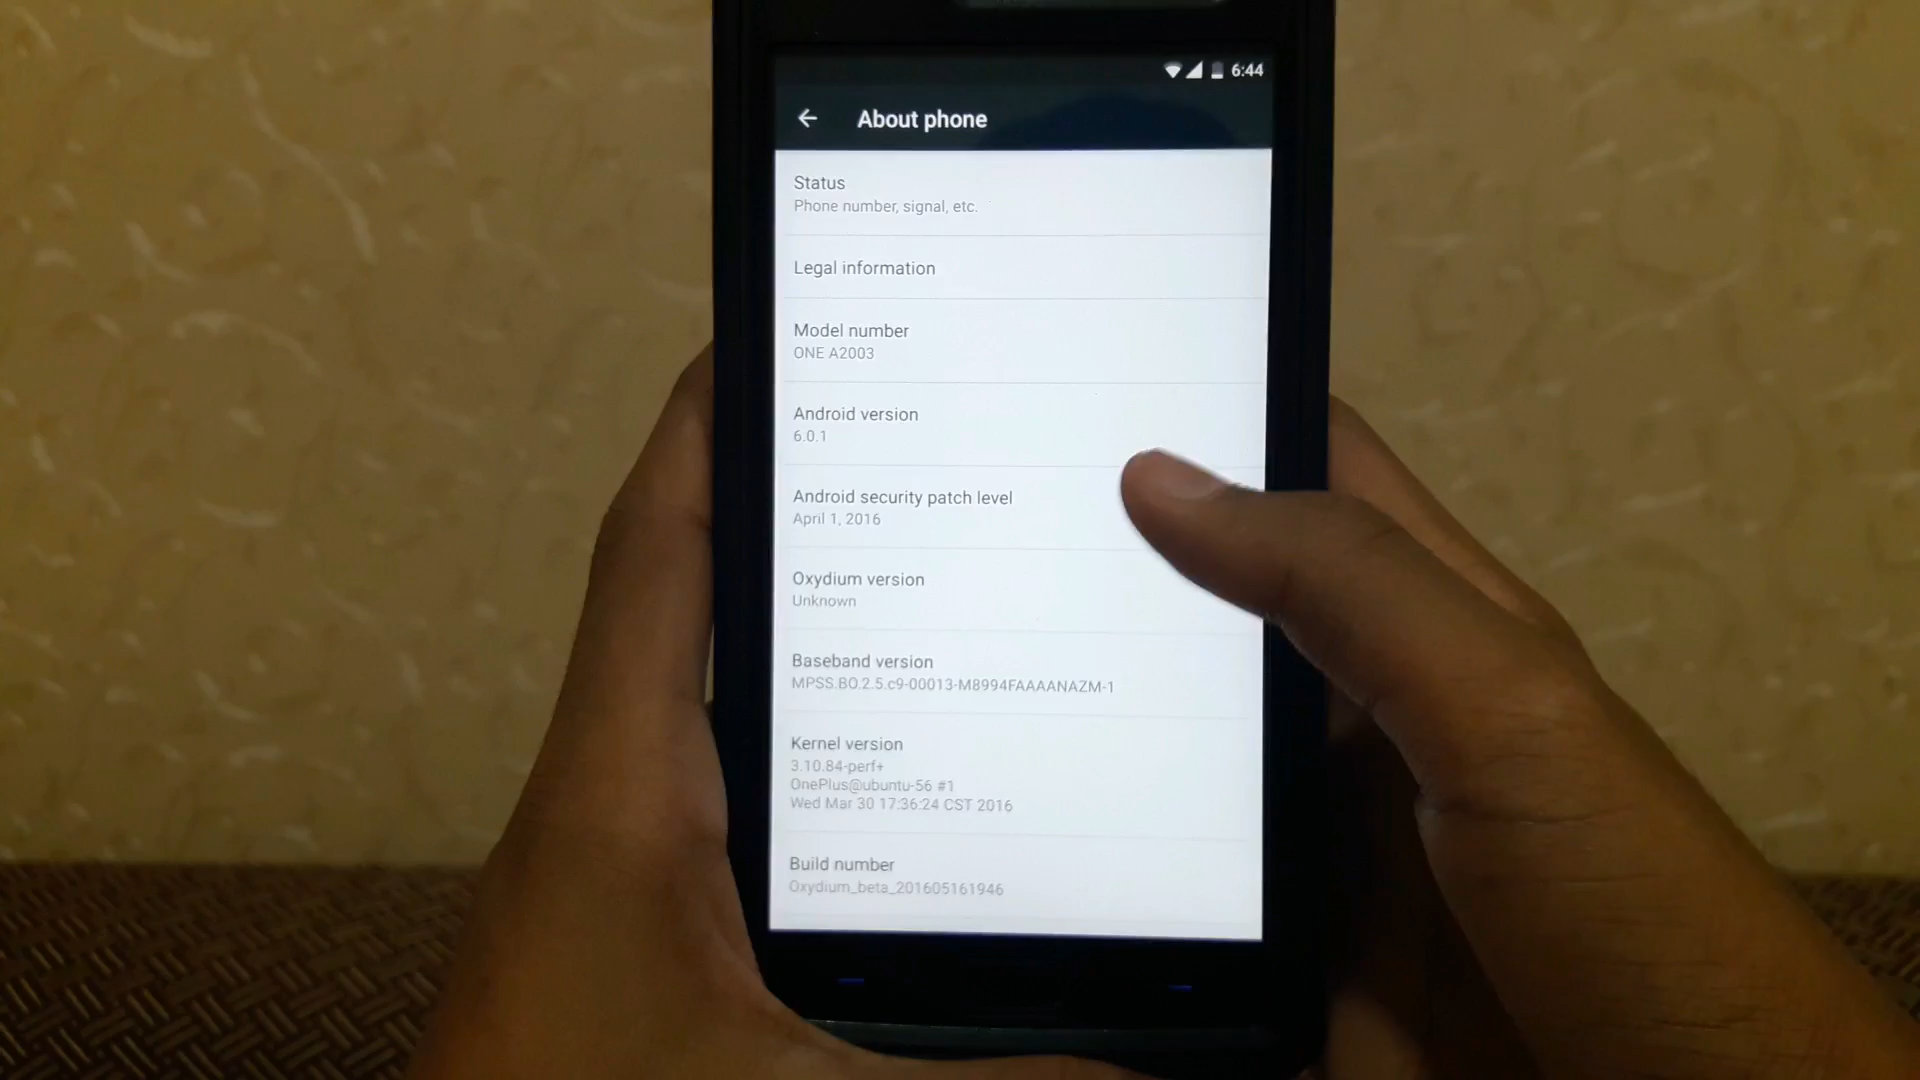 6:44
About phone
Status
Phone number, signal, etc.
Legal information
Model number
ONE A2003
Android version
6.0.1
Android security patch level
April 1, 2016
Oxydium version
Unknown
Baseband version
MPSS.BO.2.5.c9-00013-M8994FAAAANAZM-1
Kernel version
3.10.84-perf+
OnePlus@ubuntu-56 #1
Wed Mar 30 17:36:24 CST 2016
Build number
Oxydium_beta_201605161946